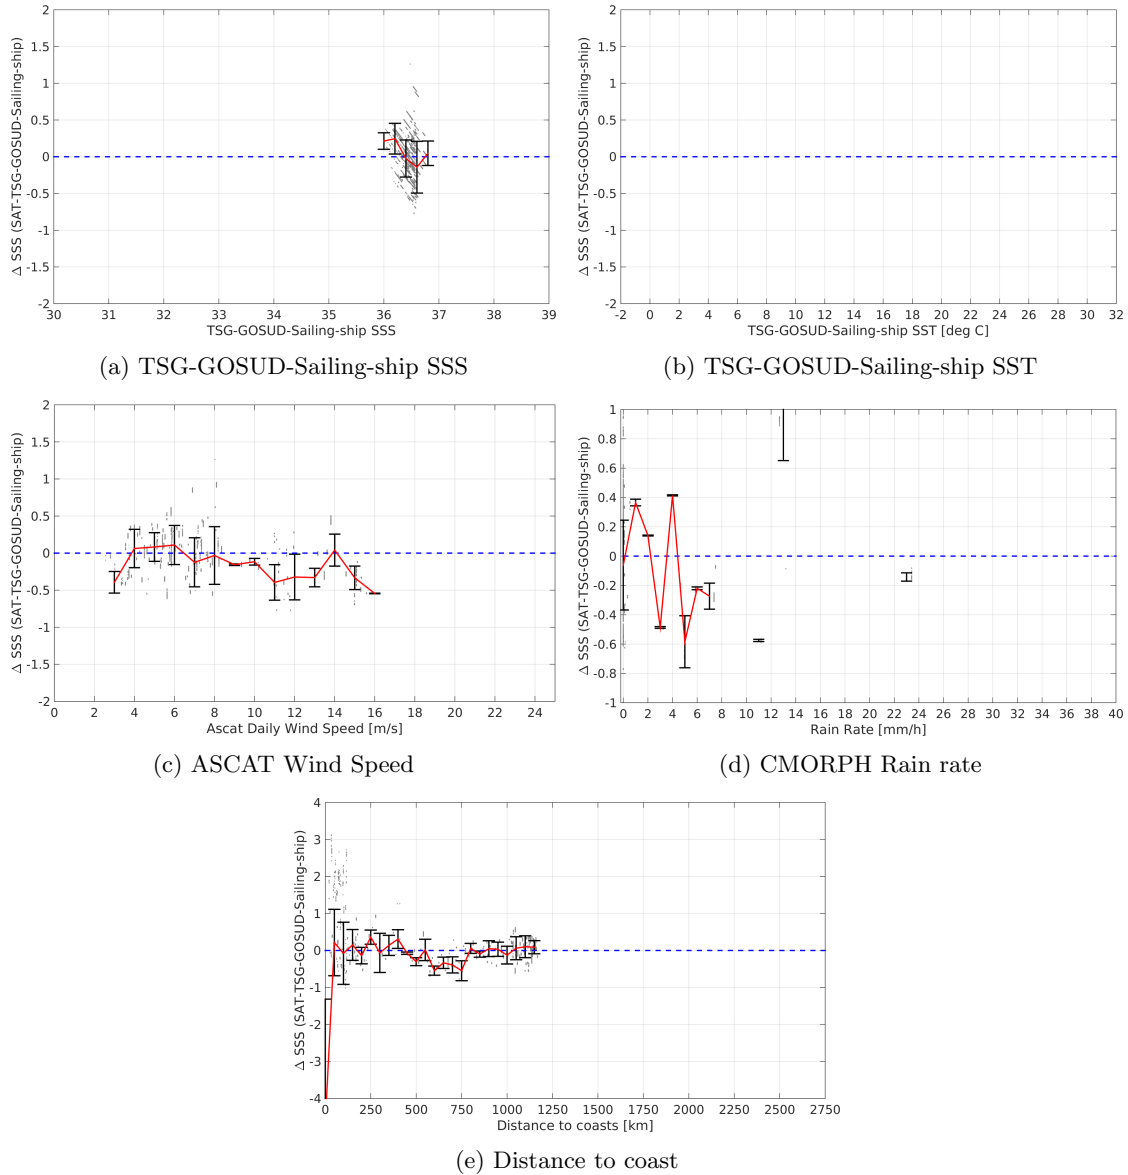 2
1.5
1
0.5
0
-0.5
-1
-1.5
-2
Δ SSS (SAT-TSG-GOSUD-Sailing-ship)
30 31 32 33 34 35 36 37 38 39
TSG-GOSUD-Sailing-ship SSS
(a) TSG-GOSUD-Sailing-ship SSS
2
1.5
1
0.5
0
-0.5
-1
-1.5
-2
Δ SSS (SAT-TSG-GOSUD-Sailing-ship)
-2 0 2 4 6 8 10 12 14 16 18 20 22 24 26 28 30 32
TSG-GOSUD-Sailing-ship SST [deg C]
(b) TSG-GOSUD-Sailing-ship SST
2
1.5
1
0.5
0
-0.5
-1
-1.5
-2
Δ SSS (SAT-TSG-GOSUD-Sailing-ship)
0 2 4 6 8 10 12 14 16 18 20 22 24
Ascat Daily Wind Speed [m/s]
(c) ASCAT Wind Speed
1
0.8
0.6
0.4
0.2
0
-0.2
-0.4
-0.6
-0.8
-1
Δ SSS (SAT-TSG-GOSUD-Sailing-ship)
0 2 4 6 8 10 12 14 16 18 20 22 24 26 28 30 32 34 36 38 40
Rain Rate [mm/h]
(d) CMORPH Rain rate
4
3
2
1
0
-1
-2
-3
-4
Δ SSS (SAT-TSG-GOSUD-Sailing-ship)
0 250 500 750 1000 1250 1500 1750 2000 2250 2500 2750
Distance to coasts [km]
(e) Distance to coast